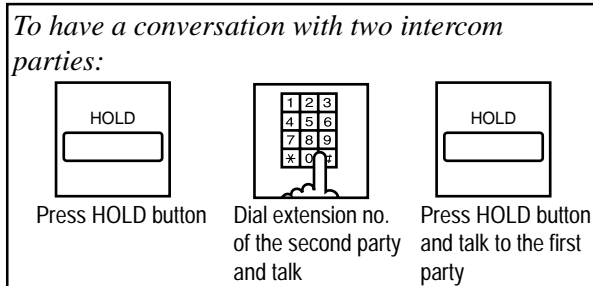 To have a conversation with two intercom
parties:
HOLD
1 2 3
4 5 6
7 8 9
* 0 #
HOLD
Press HOLD button
Dial extension no.
of the second party
and talk
Press HOLD button
and talk to the first
party